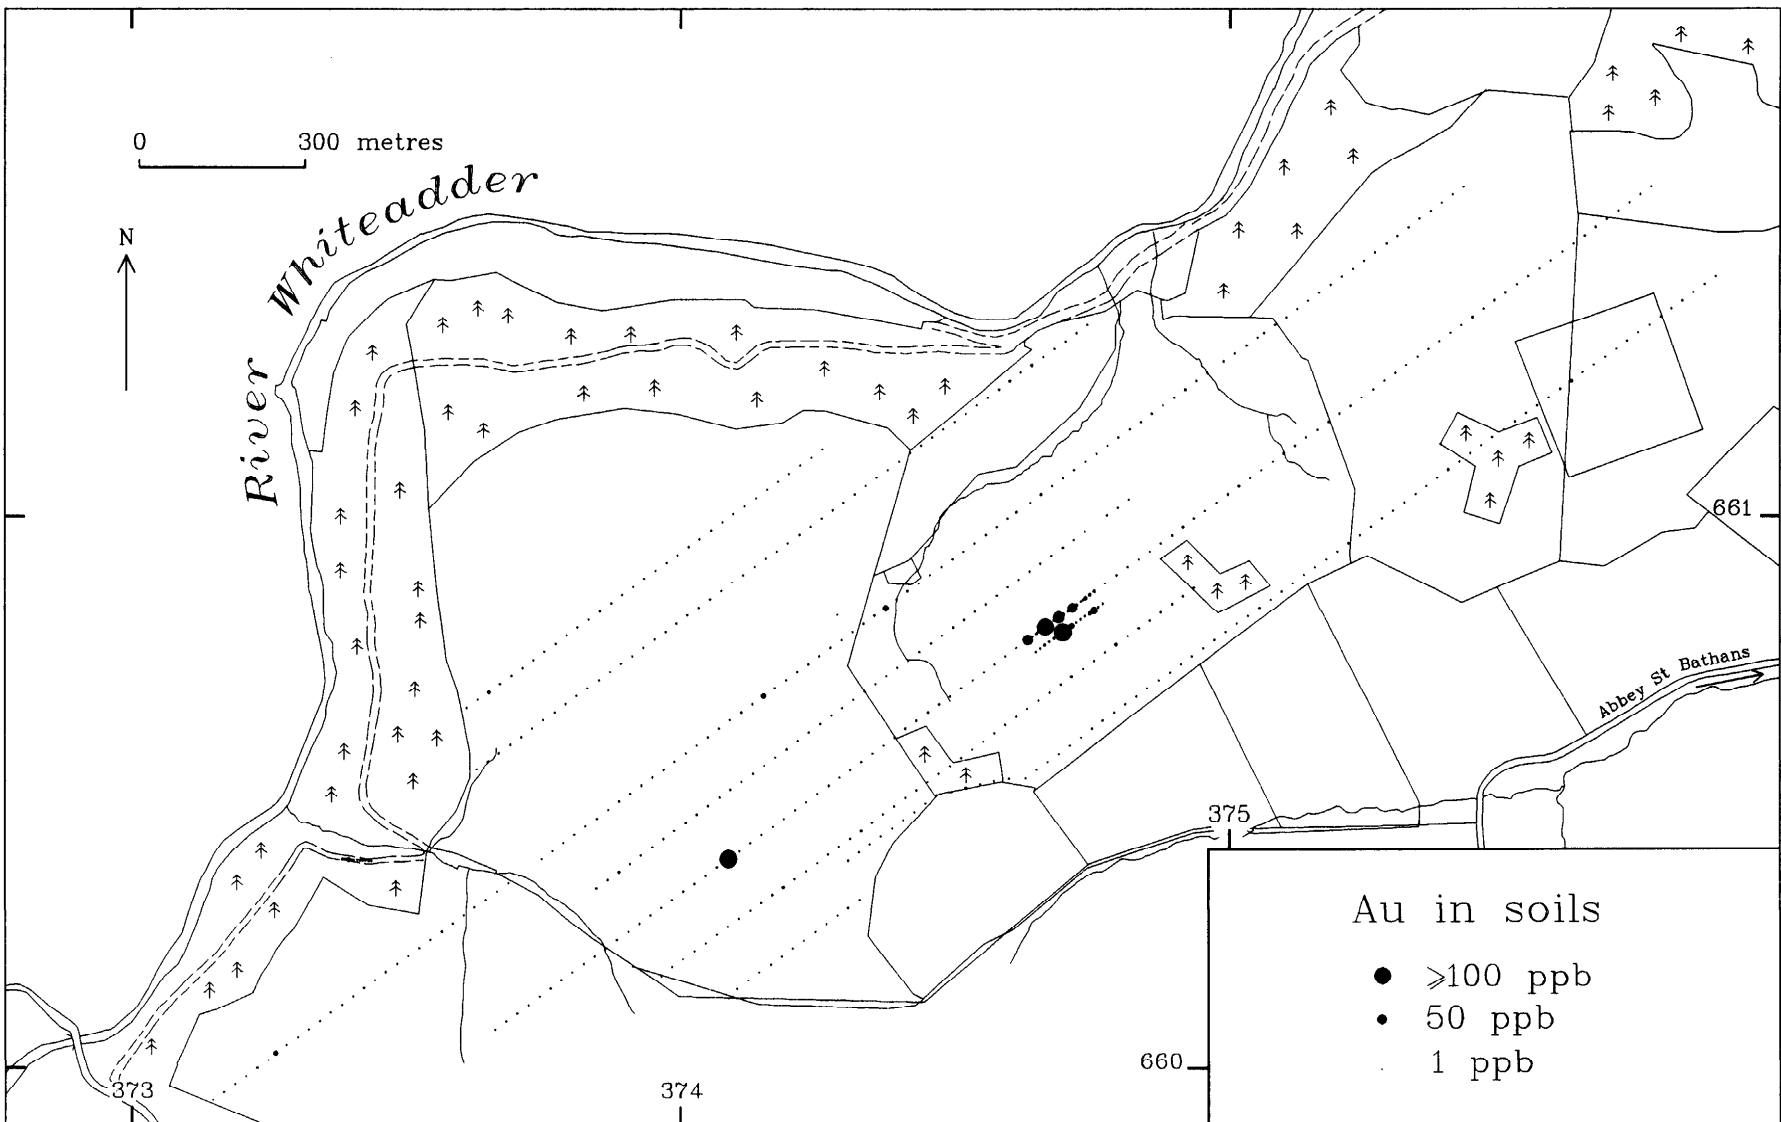 0 300 metres
River Whiteadder
N
661
Abbey St Bathans
375
660
373
374
Au in soils
⩾100 ppb
50 ppb
1 ppb